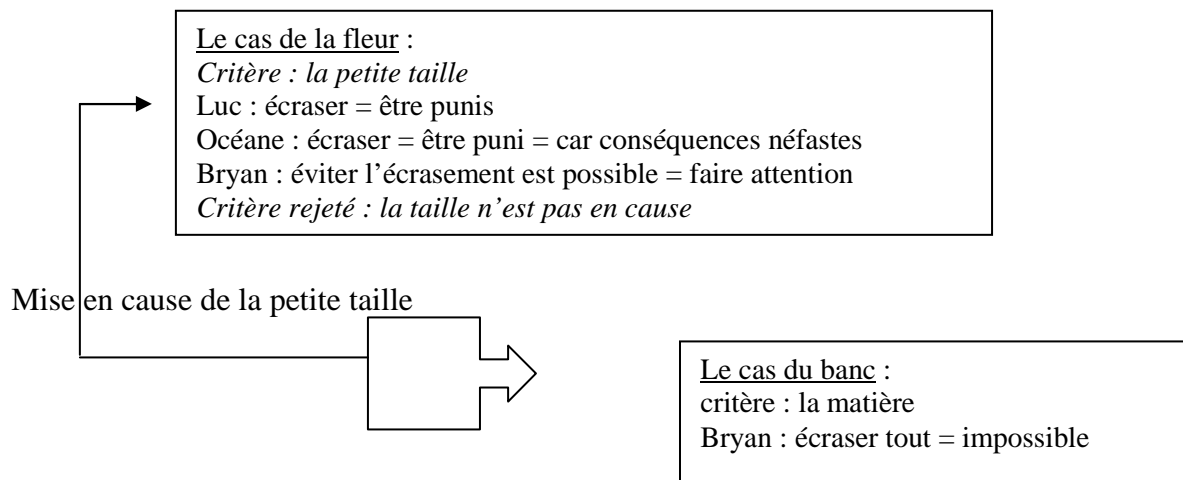 Le cas de la fleur :
Critère : la petite taille
Luc : écraser = être punis
Océane : écraser = être puni = car conséquences néfastes
Bryan : éviter l’écrasement est possible = faire attention
Critère rejeté : la taille n’est pas en cause
Mise en cause de la petite taille
Le cas du banc :
critère : la matière
Bryan : écraser tout = impossible